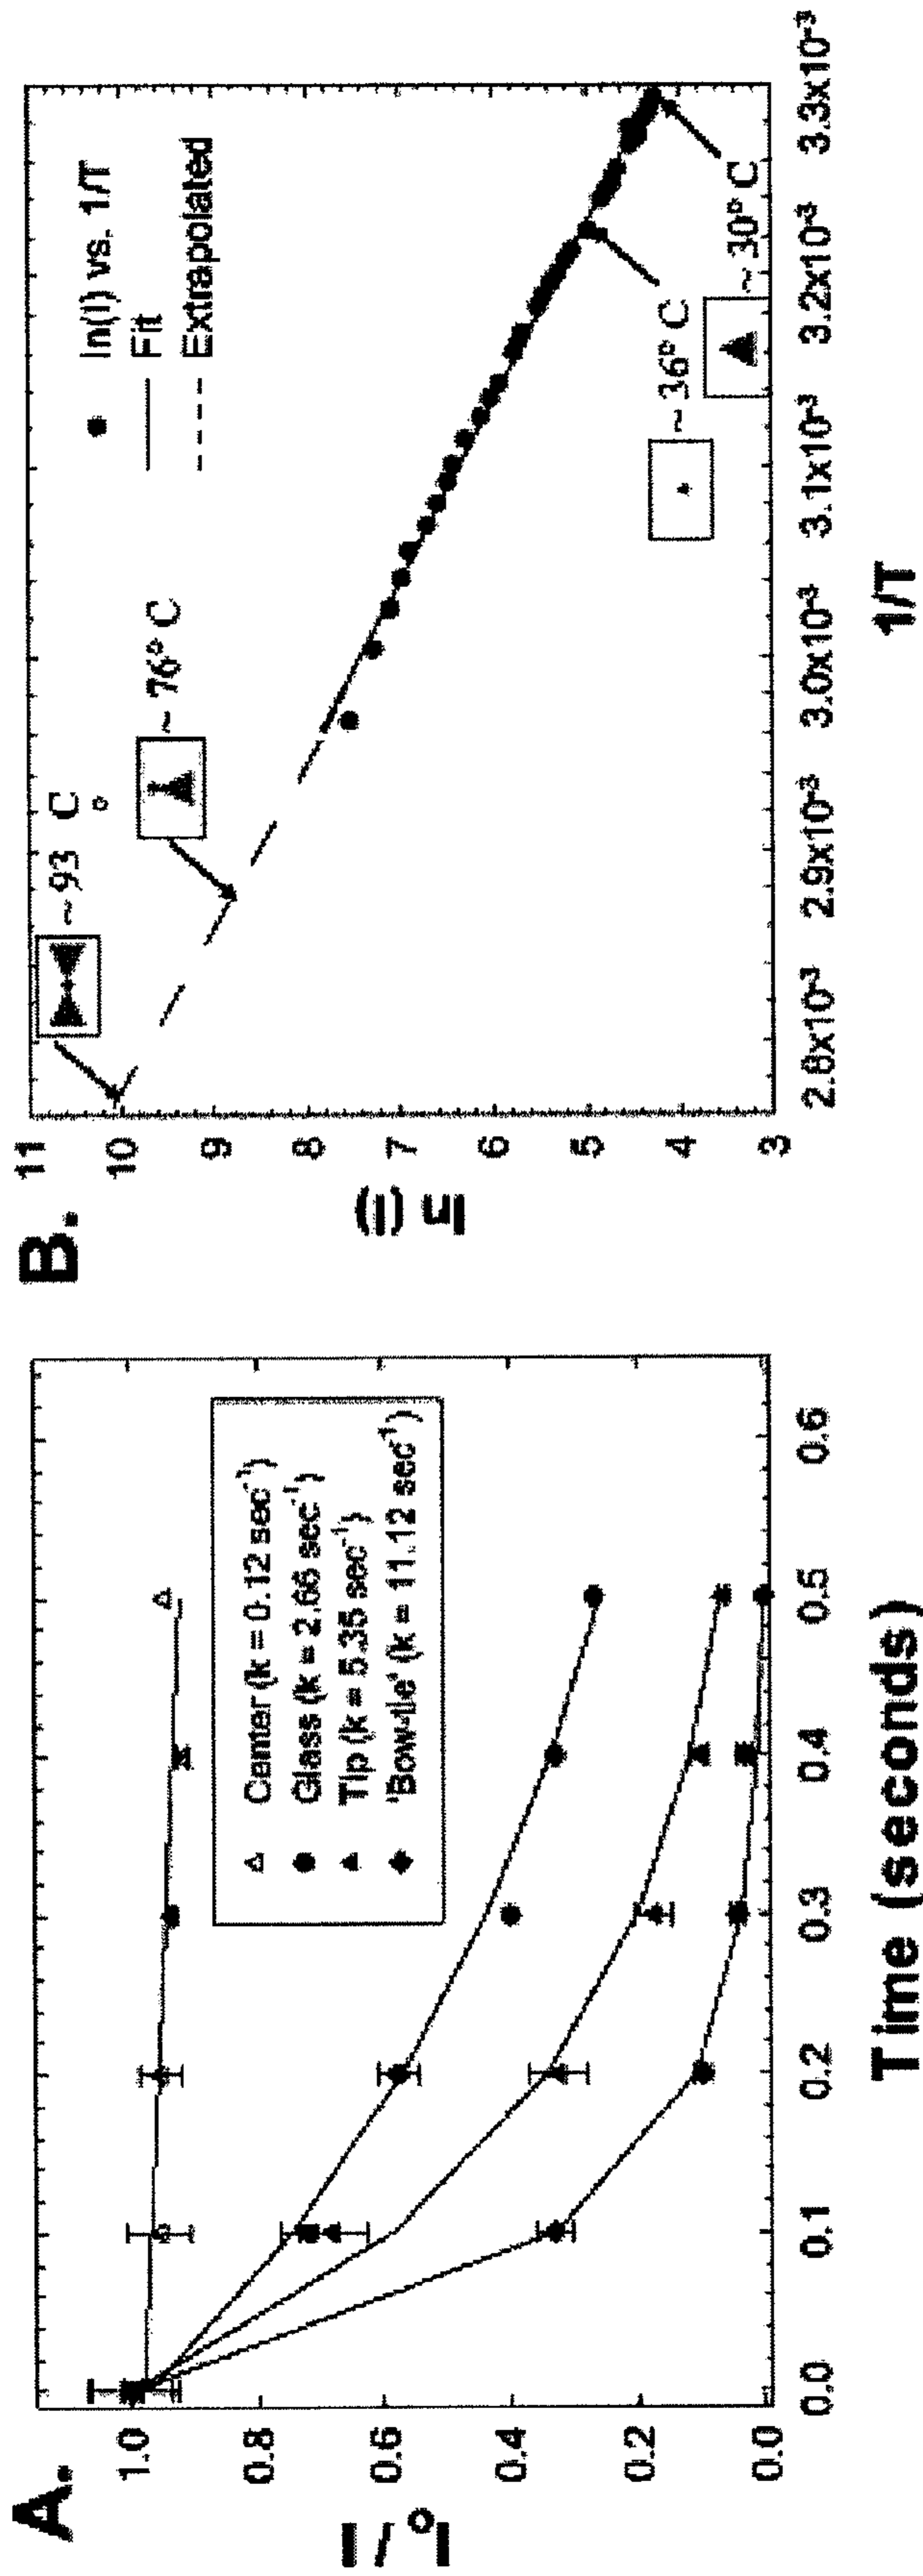 A.
I₀ / I
1.0
0.8
0.6
0.4
0.2
0.0
0.0 0.1 0.2 0.3 0.4 0.5 0.6
Time (seconds)
Center (k = 0.12 sec⁻¹)
Glass (k = 2.66 sec⁻¹)
Tip (k = 5.35 sec⁻¹)
'Bow-tie' (k = 11.12 sec⁻¹)
B.
ln (I)
11
10
9
8
7
6
5
4
3
2.8x10⁻³ 2.9x10⁻³ 3.0x10⁻³ 3.1x10⁻³ 3.2x10⁻³ 3.3x10⁻³
1/T
ln(I) vs. 1/T
Fit
Extrapolated
~93 °C
~ 76° C
~ 36° C
~ 30° C